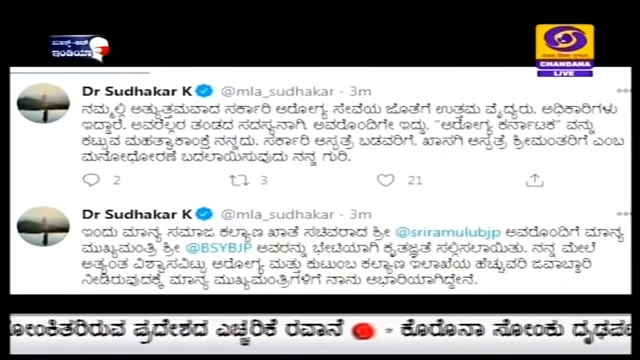 ಮಾಸ್ಕ್-ಅಪ್
ಇಂಡಿಯಾ
CHANDANA
LIVE
Dr Sudhakar K @mla_sudhakar · 3m
ನಮ್ಮಲ್ಲಿ ಅತ್ಯುತ್ತಮವಾದ ಸರ್ಕಾರಿ ಆರೋಗ್ಯ ಸೇವೆಯ ಜೊತೆಗೆ ಉತ್ತಮ ವೈದ್ಯರು, ಅಧಿಕಾರಿಗಳು
ಇದ್ದಾರೆ. ಅವರೆಲ್ಲರ ತಂಡದ ಸದಸ್ಯನಾಗಿ, ಅವರೊಂದಿಗೇ ಇದ್ದು, "ಆರೋಗ್ಯ ಕರ್ನಾಟಕ" ವನ್ನು
ಕಟ್ಟುವ ಮಹತ್ವಾಕಾಂಕ್ಷೆ ನನ್ನದು. ಸರ್ಕಾರಿ ಆಸ್ಪತ್ರೆ ಬಡವರಿಗೆ, ಖಾಸಗಿ ಆಸ್ಪತ್ರೆ ಶ್ರೀಮಂತರಿಗೆ ಎಂಬ
ಮನೋಧೋರಣೆ ಬದಲಾಯಿಸುವುದು ನನ್ನ ಗುರಿ.
2 3 21
Dr Sudhakar K @mla_sudhakar · 3m
ಇಂದು ಮಾನ್ಯ ಸಮಾಜ ಕಲ್ಯಾಣ ಖಾತೆ ಸಚಿವರಾದ ಶ್ರೀ @sriramulubjp ಅವರೊಂದಿಗೆ ಮಾನ್ಯ
ಮುಖ್ಯಮಂತ್ರಿ ಶ್ರೀ @BSYBJP ಅವರನ್ನು ಭೇಟಿಯಾಗಿ ಕೃತಜ್ಞತೆ ಸಲ್ಲಿಸಲಾಯಿತು. ನನ್ನ ಮೇಲೆ
ಅತ್ಯಂತ ವಿಶ್ವಾಸವಿಟ್ಟು ಆರೋಗ್ಯ ಮತ್ತು ಕುಟುಂಬ ಕಲ್ಯಾಣ ಇಲಾಖೆಯ ಹೆಚ್ಚುವರಿ ಜವಾಬ್ದಾರಿ
ನೀಡಿರುವುದಕ್ಕೆ ಮಾನ್ಯ ಮುಖ್ಯಮಂತ್ರಿಗಳಿಗೆ ನಾನು ಆಭಾರಿಯಾಗಿದ್ದೇನೆ.
ೋಂಕಿತರಿರುವ ಪ್ರದೇಶದ ಎಚ್ಚರಿಕೆ ರವಾನೆ * ಕೊರೊನಾ ಸೋಂಕು ದೃಢಪ